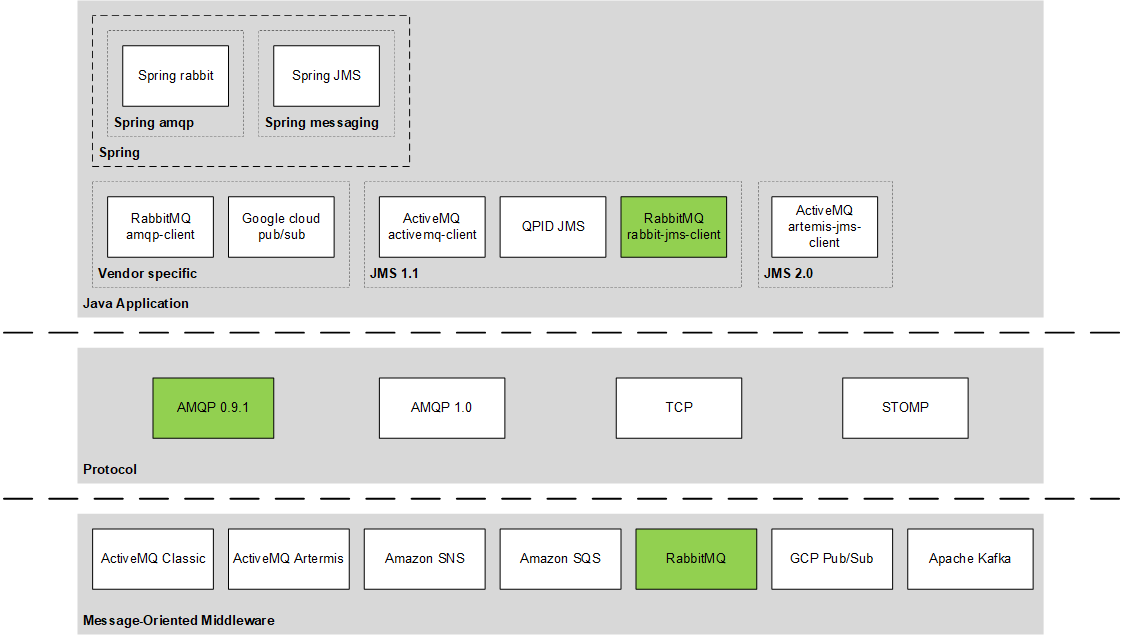 Spring rabbit
Spring JMS
Spring amqp
Spring messaging
Spring
RabbitMQ
amqp-client
Google cloud
pub/sub
ActiveMQ
activemq-client
QPID JMS
RabbitMQ
rabbit-jms-client
ActiveMQ
artemis-jms-
client
Vendor specific
JMS 1.1
JMS 2.0
Java Application
AMQP 0.9.1
AMQP 1.0
TCP
STOMP
Protocol
ActiveMQ Classic
ActiveMQ Artermis
Amazon SNS
Amazon SQS
RabbitMQ
GCP Pub/Sub
Apache Kafka
Message-Oriented Middleware